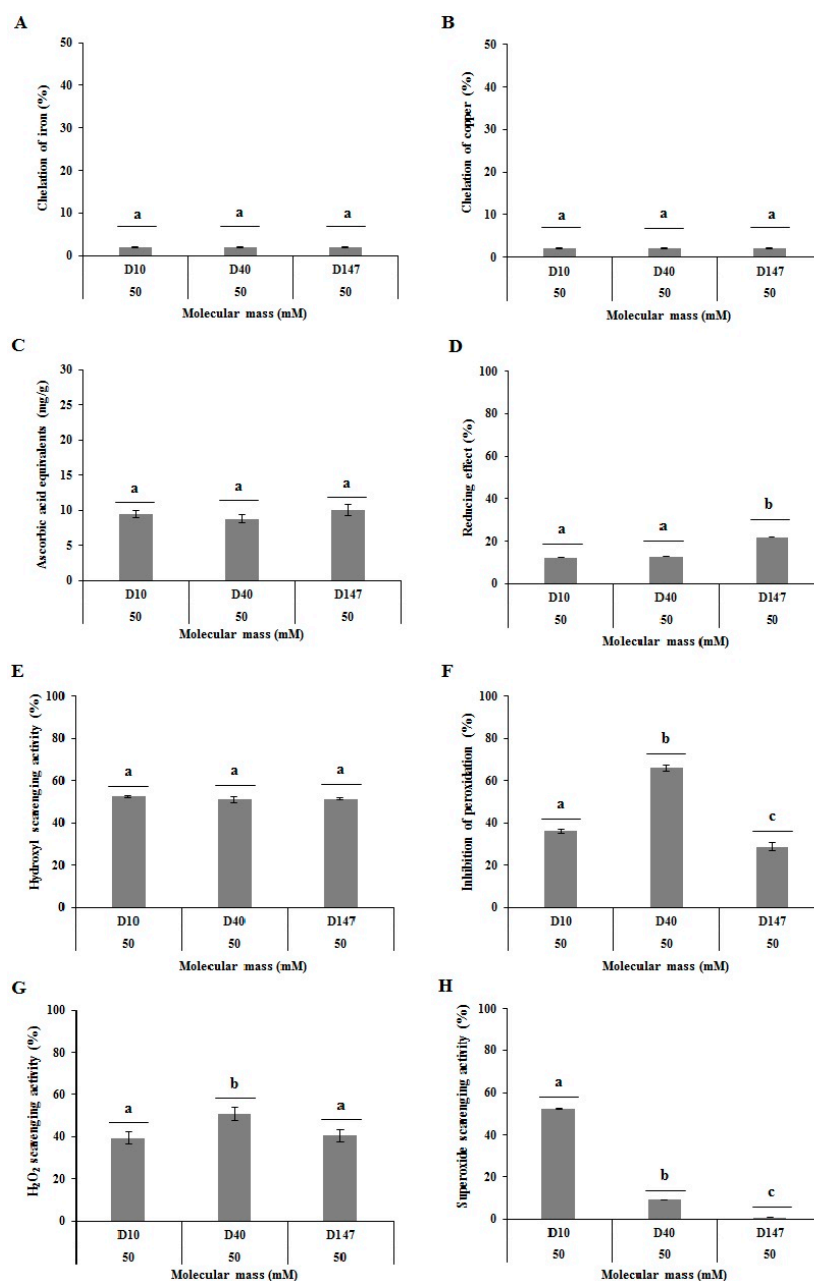 A
50
40
30
20
10
0
Chelation of iron (%)
a a a
D10 D40 D147
50 50 50
Molecular mass (mM)
B
50
40
30
20
10
0
Chelation of copper (%)
a a a
D10 D40 D147
50 50 50
Molecular mass (mM)
C
30
25
20
15
10
5
0
Ascorbic acid equivalents (mg/g)
a a a
D10 D40 D147
50 50 50
Molecular mass (mM)
D
100
80
60
40
20
0
Reducing effect (%)
a a b
D10 D40 D147
50 50 50
Molecular mass (mM)
E
100
80
60
40
20
0
Hydroxyl scavenging activity (%)
a a a
D10 D40 D147
50 50 50
Molecular mass (mM)
F
100
80
60
40
20
0
Inhibition of peroxidation (%)
a b c
D10 D40 D147
50 50 50
Molecular mass (mM)
G
100
80
60
40
20
0
H₂O₂ scavenging activity (%)
a b a
D10 D40 D147
50 50 50
Molecular mass (mM)
H
100
80
60
40
20
0
Superoxide scavenging activity (%)
a b c
D10 D40 D147
50 50 50
Molecular mass (mM)